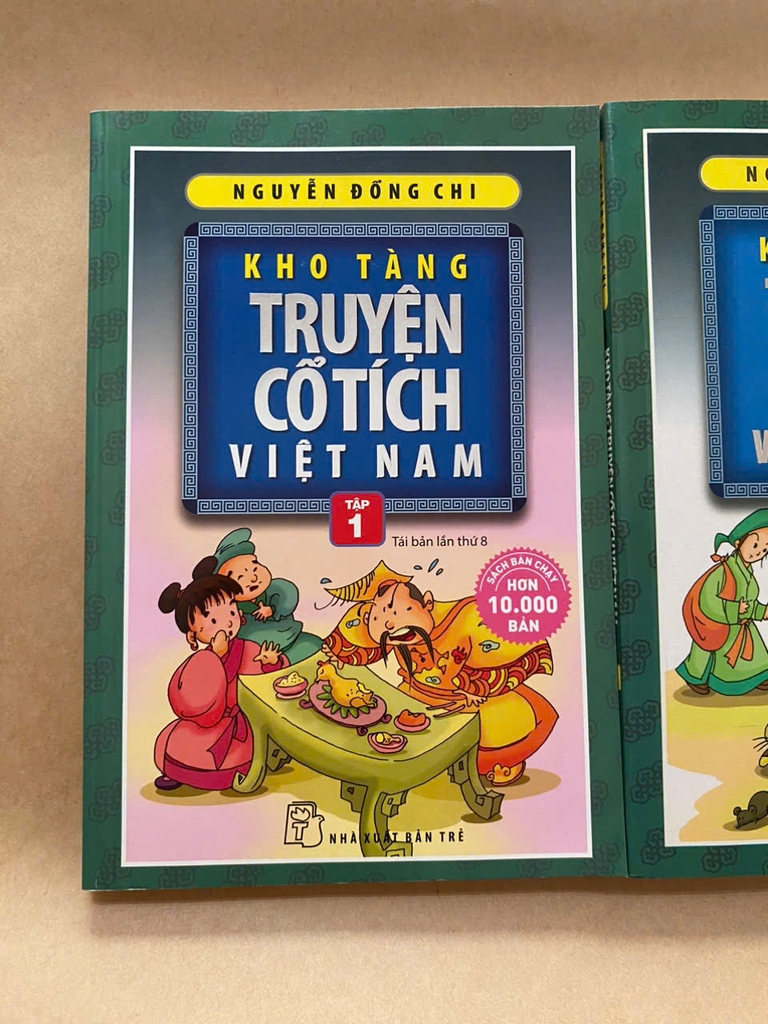 NGUYỄN ĐỔNG CHI
KHO TÀNG
TRUYỆN
CỔ TÍCH
VIỆT NAM
TẬP
1
Tái bản lần thứ 8
SÁCH BÁN CHẠY
HƠN
10.000
BẢN
NHÀ XUẤT BẢN TRẺ